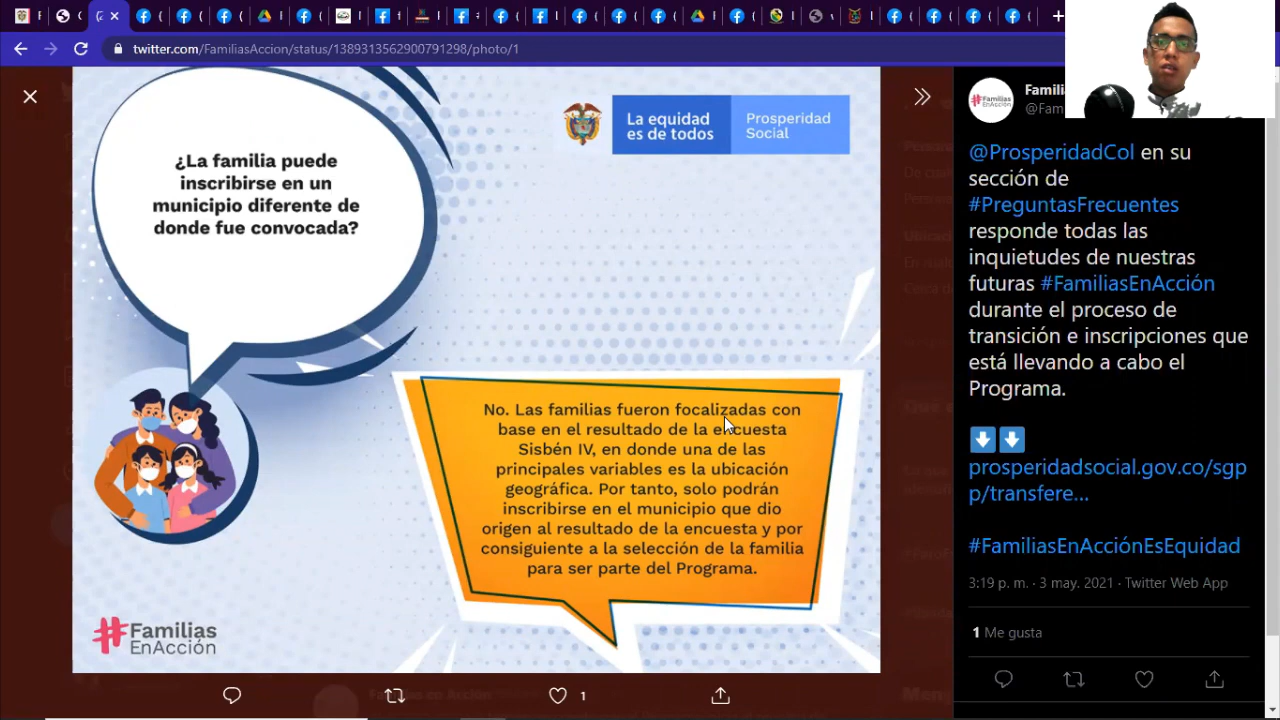 twitter.com/FamiliasAccion/status/1389313562900791298/photo/1
¿La familia puede
inscribirse en un
municipio diferente de
donde fue convocada?
La equidad
es de todos
Prosperidad
Social
No. Las familias fueron focalizadas con
base en el resultado de la encuesta
Sisbén IV, en donde una de las
principales variables es la ubicación
geográfica. Por tanto, solo podrán
inscribirse en el municipio que dio
origen al resultado de la encuesta y por
consiguiente a la selección de la familia
para ser parte del Programa.
Familias
EnAcción
1
@ProsperidadCol en su
sección de
#PreguntasFrecuentes
responde todas las
inquietudes de nuestras
futuras #FamiliasEnAcción
durante el proceso de
transición e inscripciones que
está llevando a cabo el
Programa.
prosperidadsocial.gov.co/sgp
p/transfere...
#FamiliasEnAcciónEsEquidad
3:19 p. m. · 3 may. 2021 · Twitter Web App
1 Me gusta